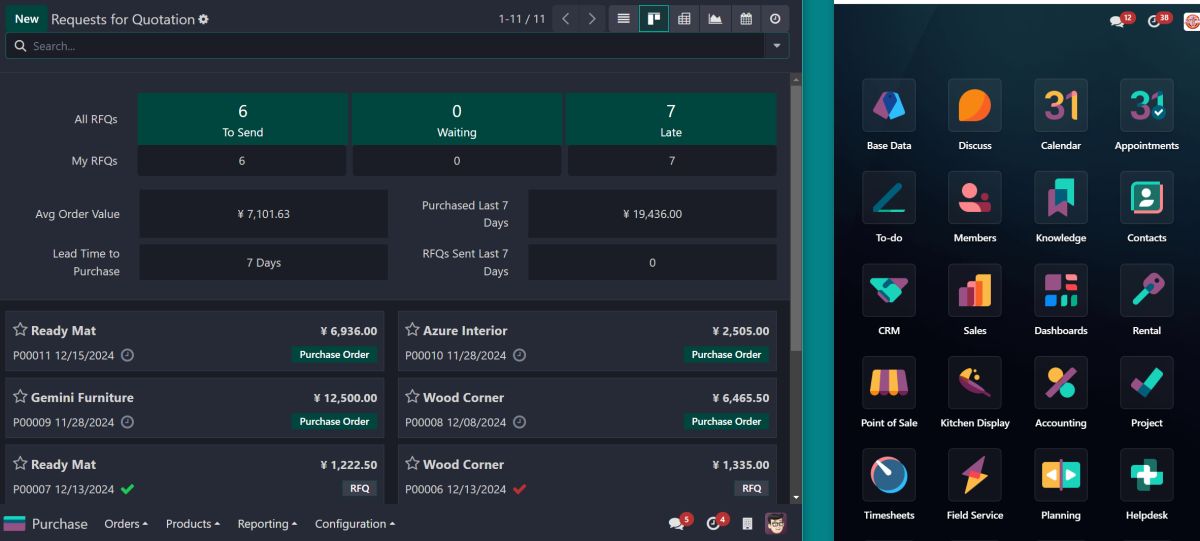 New Requests for Quotation 1-11 / 11
Search...
All RFQs
6
To Send
0
Waiting
7
Late
My RFQs 6 0 7
Avg Order Value ¥ 7,101.63
Purchased Last 7
Days
¥ 19,436.00
Lead Time to
Purchase
7 Days
RFQs Sent Last 7
Days
0
Ready Mat ¥ 6,936.00
P00011 12/15/2024 Purchase Order
Azure Interior ¥ 2,505.00
P00010 11/28/2024 Purchase Order
Gemini Furniture ¥ 12,500.00
P00009 11/28/2024 Purchase Order
Wood Corner ¥ 6,465.50
P00008 12/08/2024 Purchase Order
Ready Mat ¥ 1,222.50
P00007 12/13/2024 RFQ
Wood Corner ¥ 1,335.00
P00006 12/13/2024 RFQ
Purchase Orders Products Reporting Configuration 5 4
12 38
31 31
Base Data Discuss Calendar Appointments
To-do Members Knowledge Contacts
CRM Sales Dashboards Rental
Point of Sale Kitchen Display Accounting Project
Timesheets Field Service Planning Helpdesk